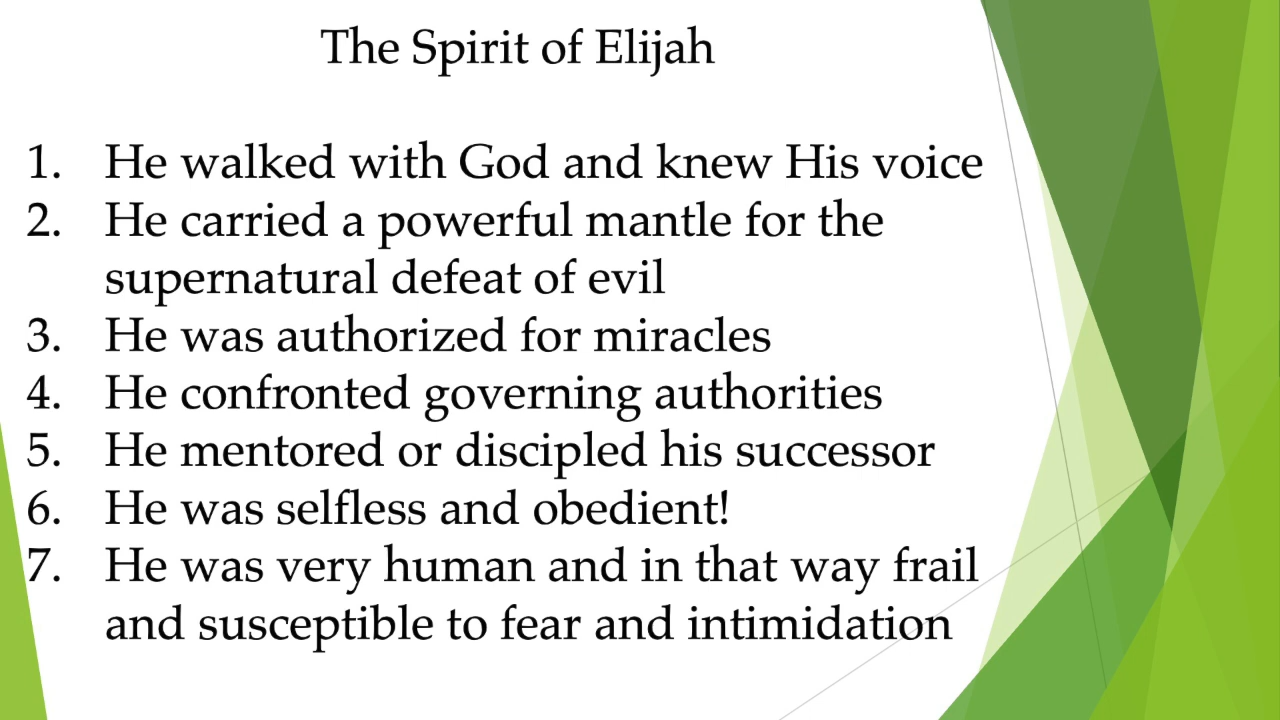 The Spirit of Elijah
1. He walked with God and knew His voice
2. He carried a powerful mantle for the
supernatural defeat of evil
3. He was authorized for miracles
4. He confronted governing authorities
5. He mentored or discipled his successor
6. He was selfless and obedient!
7. He was very human and in that way frail
and susceptible to fear and intimidation